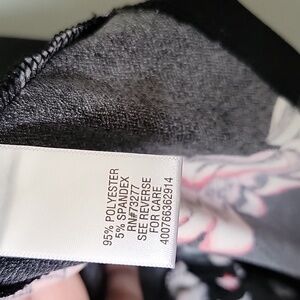 95% POLYESTER
5% SPANDEX
RN#73277
SEE REVERSE
FOR CARE
400766362914